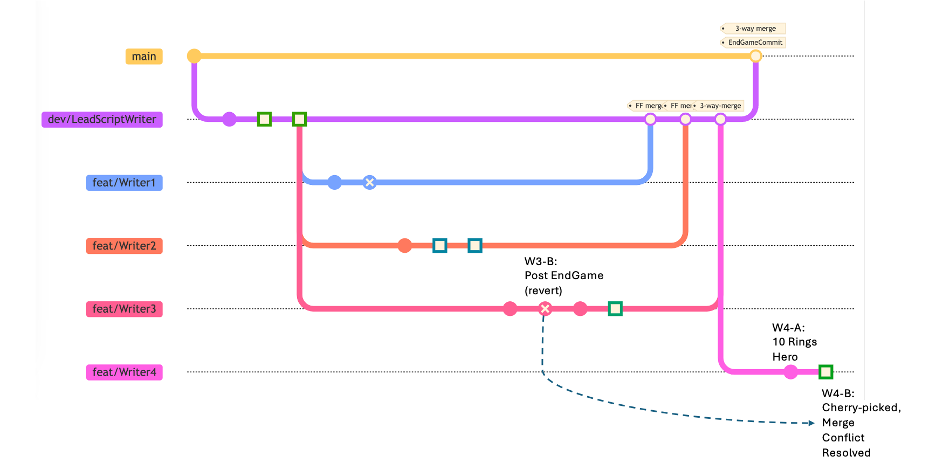 • 3-way merge
main
• EndGameCommit
• FF merge • FF mer • 3-way-merge
dev/LeadScriptWriter
feat/Writer1
feat/Writer2
W3-B:
Post EndGame
(revert)
feat/Writer3
W4-A:
10 Rings
Hero
feat/Writer4
W4-B:
Cherry-picked,
Merge
Conflict
Resolved